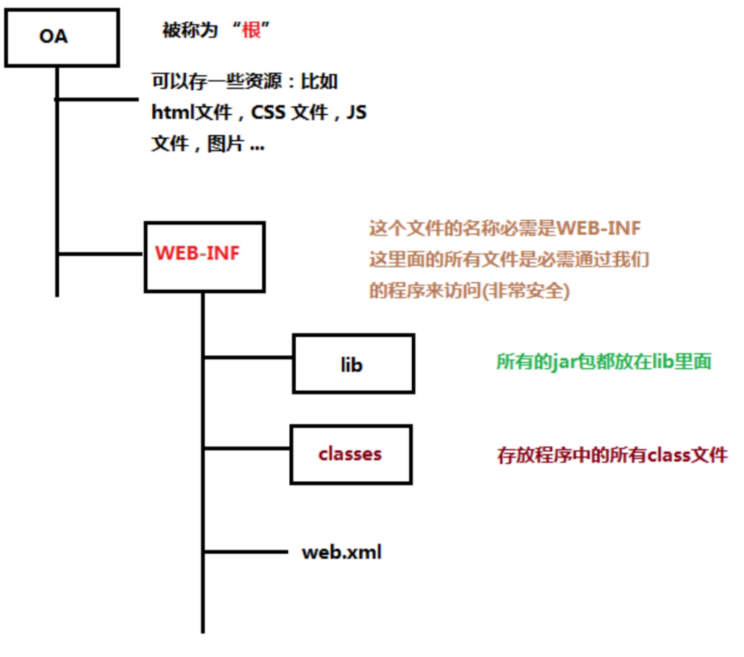 OA
被称为 “根”
可以存一些资源：比如
html文件，CSS 文件，JS
文件，图片 ...
WEB-INF
这个文件的名称必需是WEB-INF
这里面的所有文件是必需通过我们
的程序来访问(非常安全)
lib
所有的jar包都放在lib里面
classes
存放程序中的所有class文件
web.xml